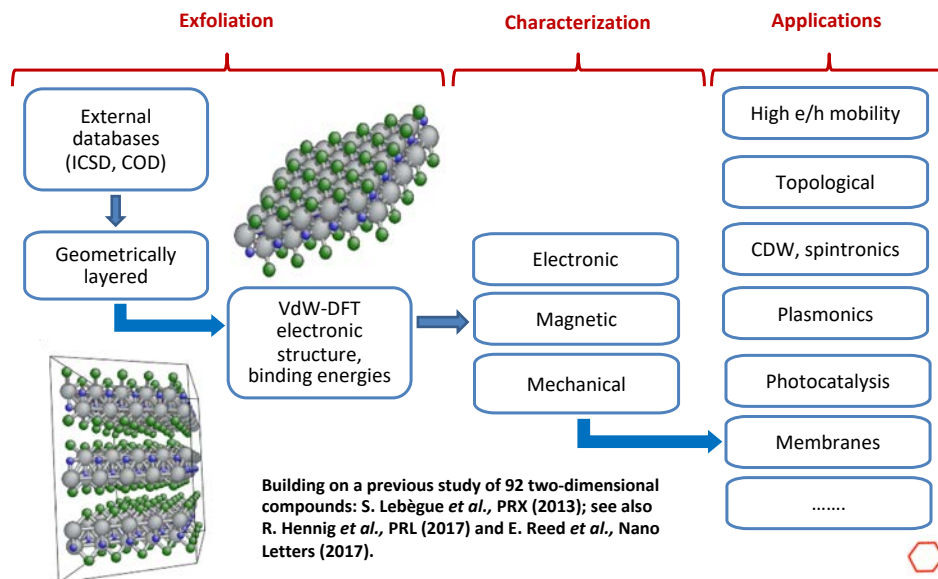 Exfoliation
Characterization
Applications
External
databases
(ICSD, COD)
Geometrically
layered
VdW-DFT
electronic
structure,
binding energies
Electronic
Magnetic
Mechanical
High e/h mobility
Topological
CDW, spintronics
Plasmonics
Photocatalysis
Membranes
…….
Building on a previous study of 92 two-dimensional
compounds: S. Lebègue et al., PRX (2013); see also
R. Hennig et al., PRL (2017) and E. Reed et al., Nano
Letters (2017).